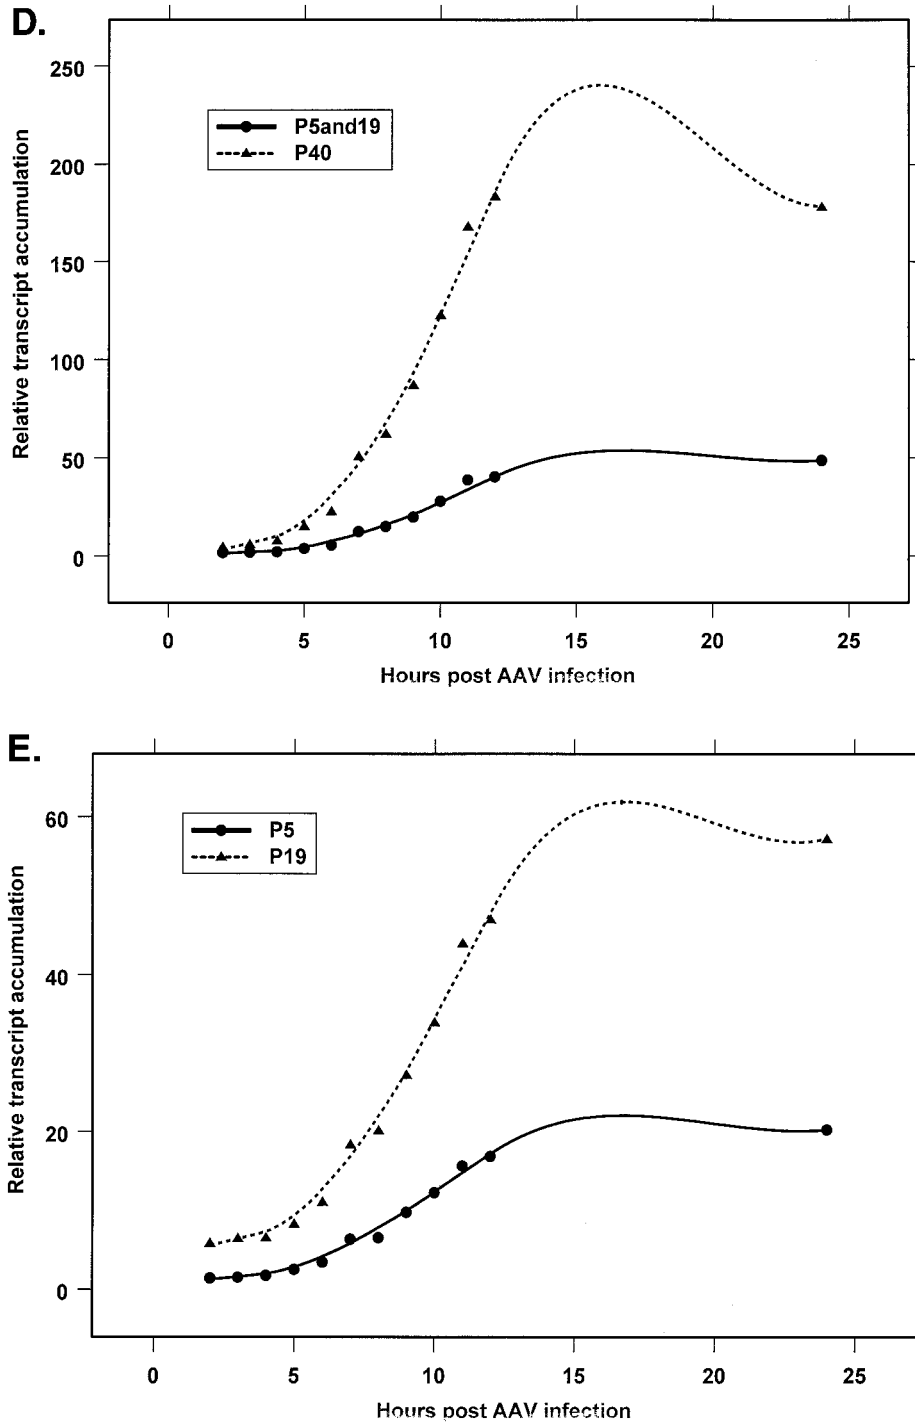 D.
250
200
150
100
50
0
P5and19
P40
Relative transcript accumulation
0 5 10 15 20 25
Hours post AAV infection
E.
60
40
20
0
P5
P19
Relative transcript accumulation
0 5 10 15 20 25
Hours post AAV infection